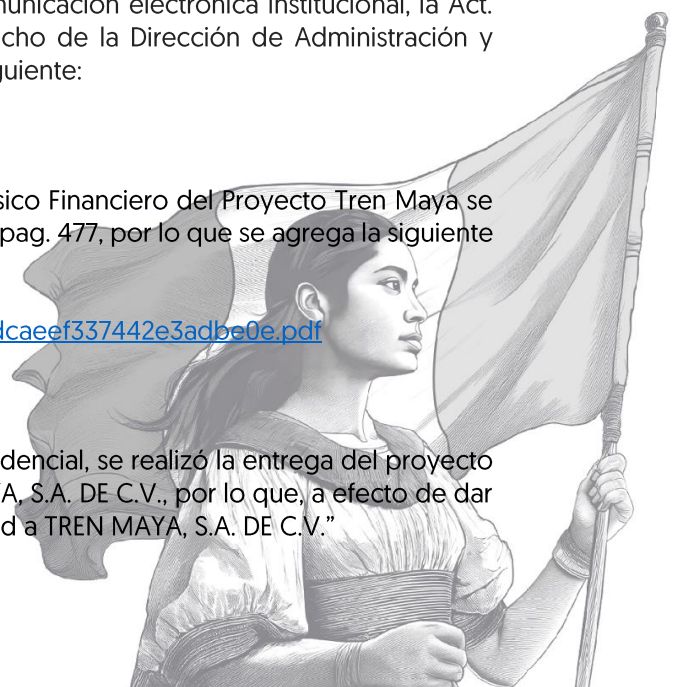 municación electrónica institucional, la Act.
cho de la Dirección de Administración y
guiente:
sico Financiero del Proyecto Tren Maya se
pag. 477, por lo que se agrega la siguiente
dcaeef337442e3adbe0e.pdf
dencial, se realizó la entrega del proyecto
A, S.A. DE C.V., por lo que, a efecto de dar
d a TREN MAYA, S.A. DE C.V.”